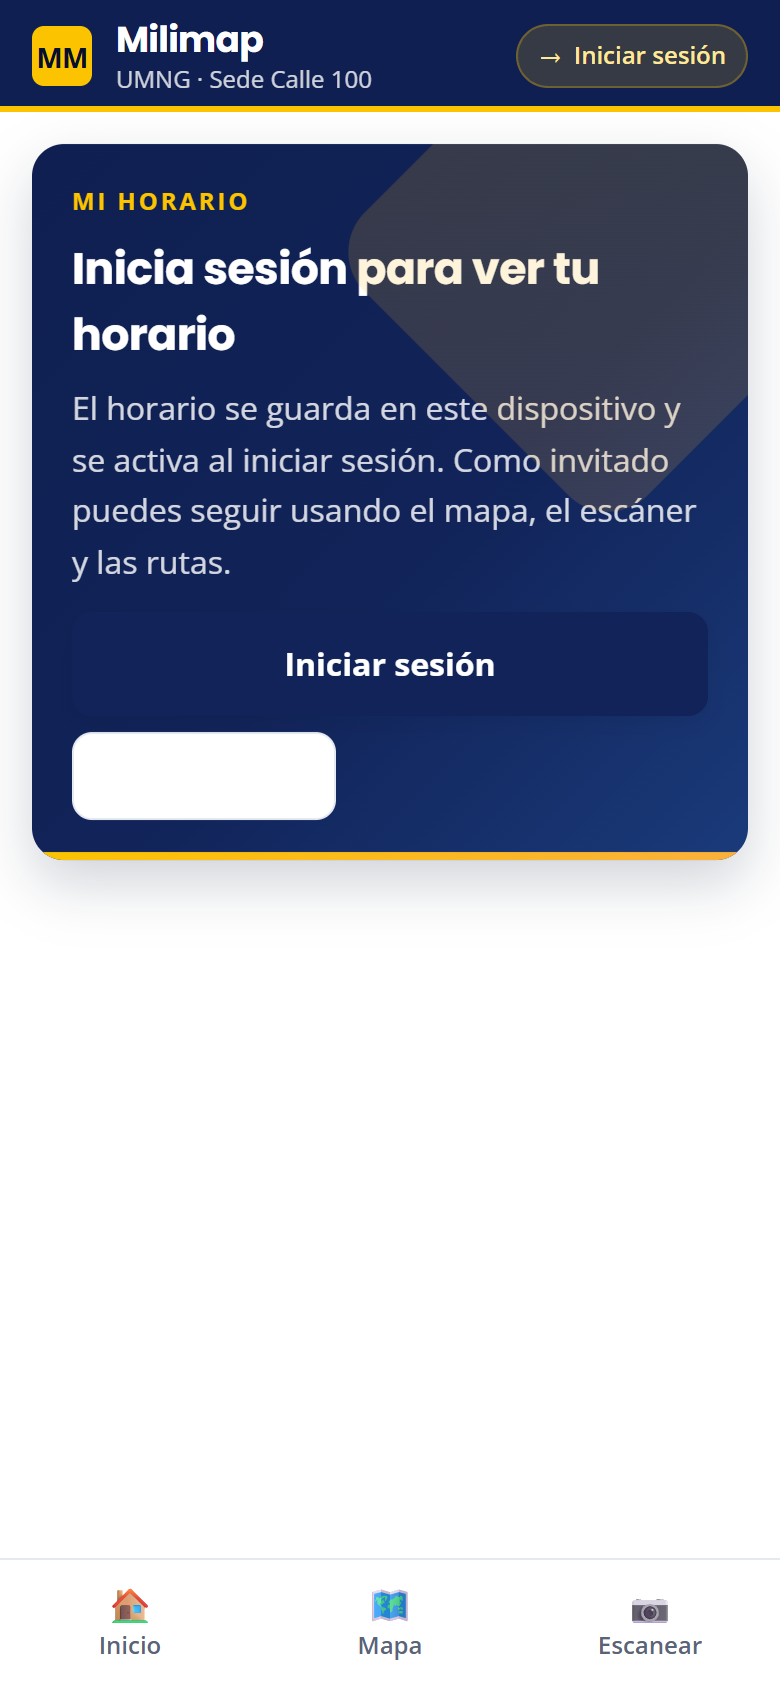 MM
Milimap
UMNG · Sede Calle 100
→ Iniciar sesión
MI HORARIO
Inicia sesión para ver tu
horario
El horario se guarda en este dispositivo y
se activa al iniciar sesión. Como invitado
puedes seguir usando el mapa, el escáner
y las rutas.
Iniciar sesión
Inicio
Mapa
Escanear